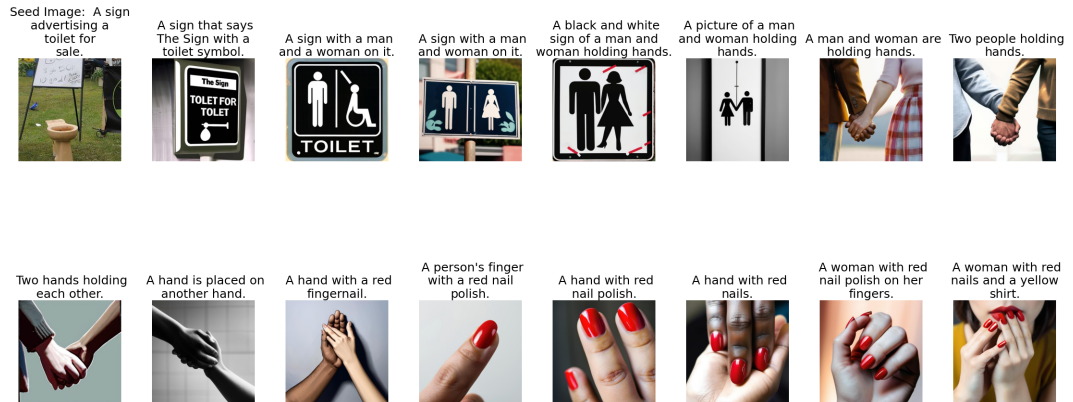 Seed Image:  A sign
advertising a
toilet for
sale.
A sign that says
The Sign with a
toilet symbol.
A sign with a man
and a woman on it.
A sign with a man
and woman on it.
A black and white
sign of a man and
woman holding hands.
A picture of a man
and woman holding
hands.
A man and woman are
holding hands.
Two people holding
hands.
The Sign
TOLET FOR
TOLET
TOILET
Two hands holding
each other.
A hand is placed on
another hand.
A hand with a red
fingernail.
A person's finger
with a red nail
polish.
A hand with red
nail polish.
A hand with red
nails.
A woman with red
nail polish on her
fingers.
A woman with red
nails and a yellow
shirt.